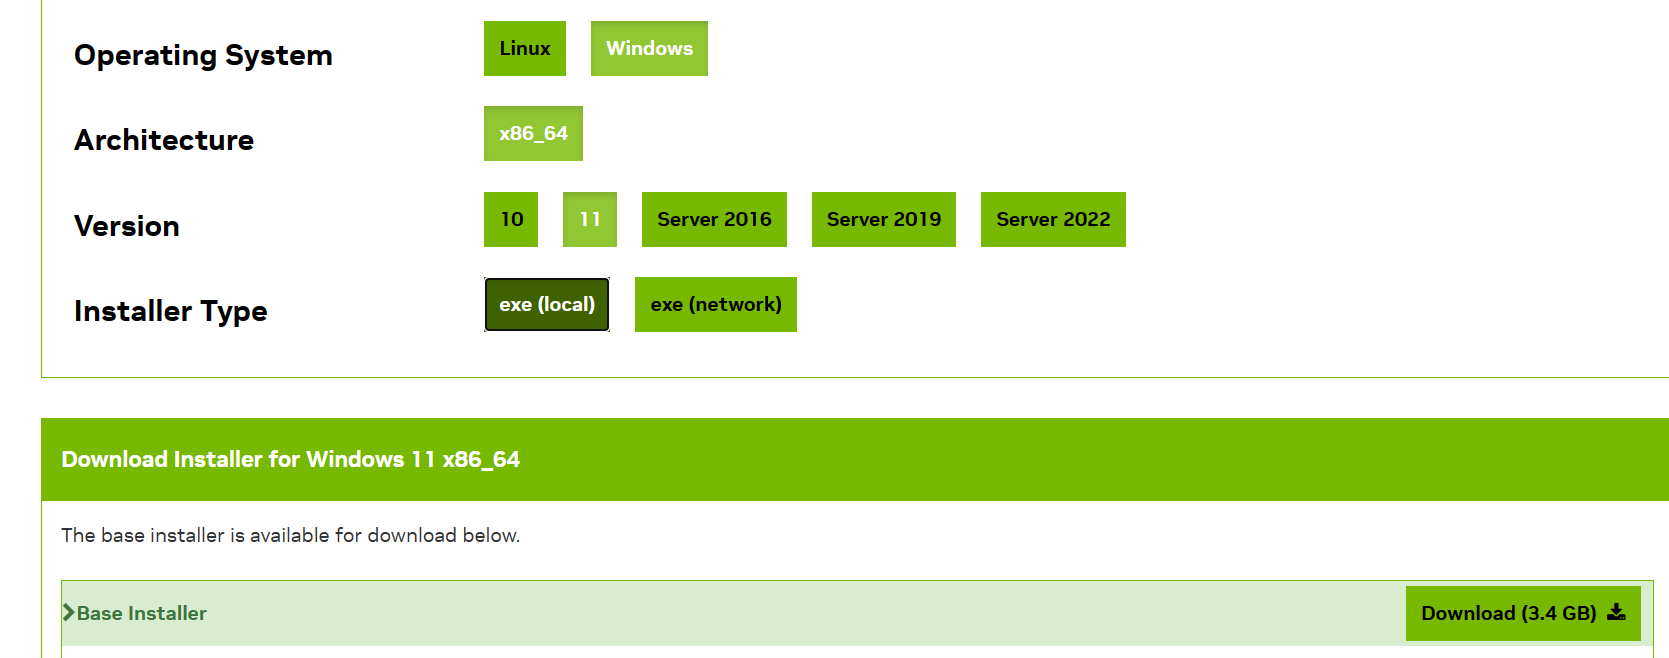 Operating System Linux Windows
Architecture x86_64
Version 10 11 Server 2016 Server 2019 Server 2022
Installer Type exe (local) exe (network)
Download Installer for Windows 11 x86_64
The base installer is available for download below.
Base Installer Download (3.4 GB)